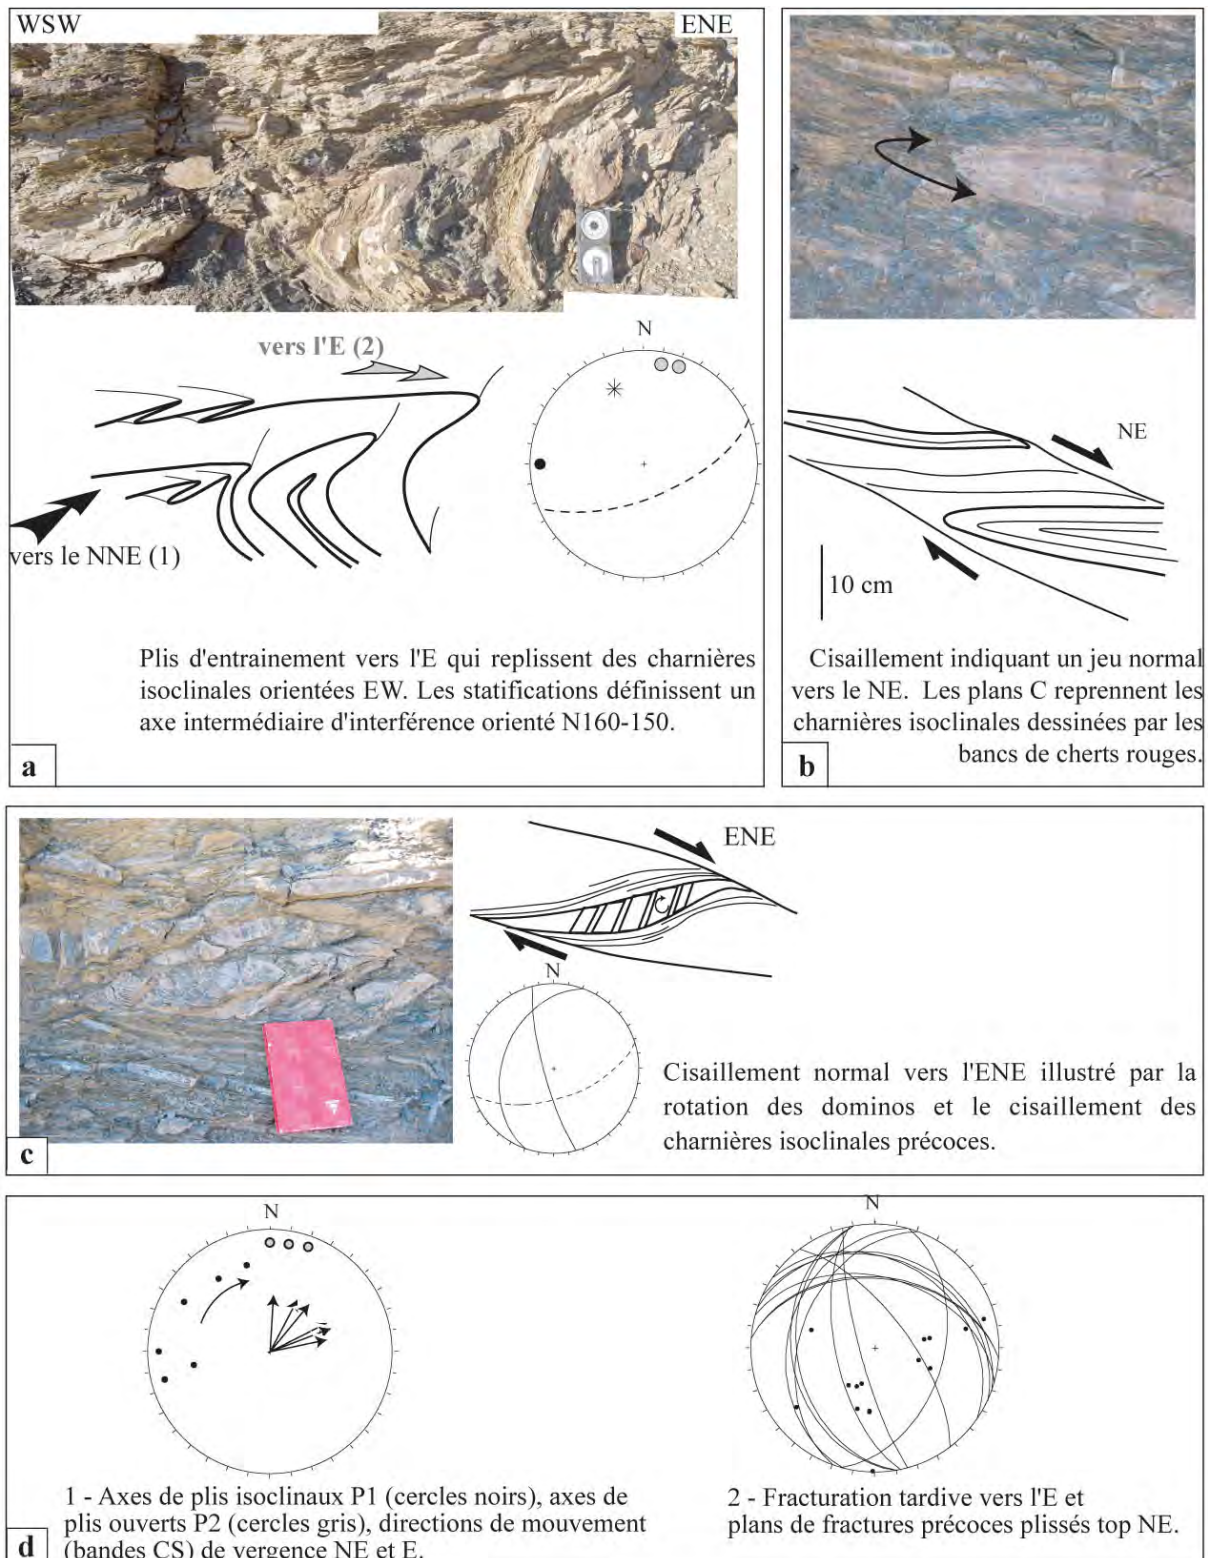 WSW
ENE
vers l'E (2)
N
vers le NNE (1)
Plis d'entrainement vers l'E qui replissent des charnières
isoclinales orientées EW. Les statifications définissent un
axe intermédiaire d'interférence orienté N160-150.
a
NE
10 cm
Cisaillement indiquant un jeu normal
vers le NE. Les plans C reprennent les
charnières isoclinales dessinées par les
bancs de cherts rouges.
b
ENE
N
Cisaillement normal vers l'ENE illustré par la
rotation des dominos et le cisaillement des
charnières isoclinales précoces.
c
N
1 - Axes de plis isoclinaux P1 (cercles noirs), axes de
plis ouverts P2 (cercles gris), directions de mouvement
(bandes CS) de vergence NE et E.
N
2 - Fracturation tardive vers l'E et
plans de fractures précoces plissés top NE.
d